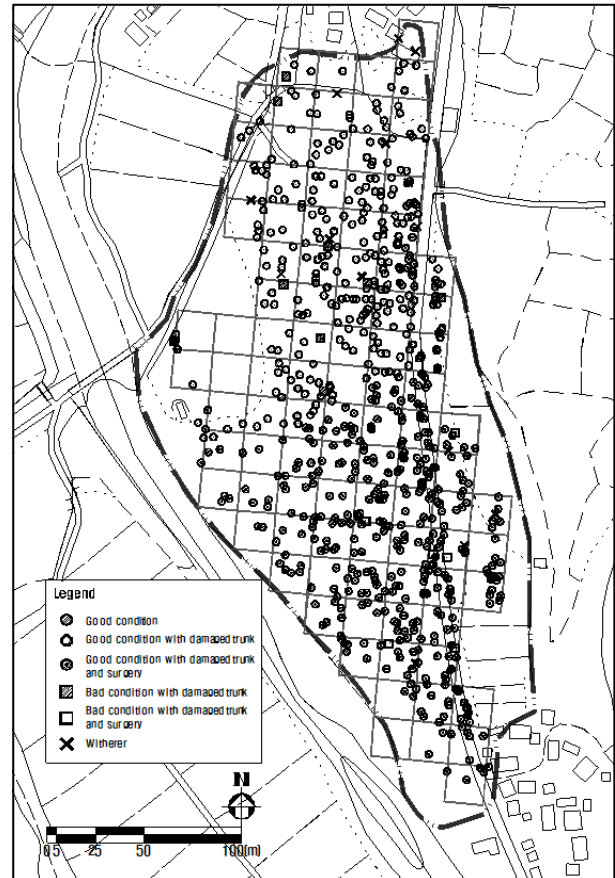 Legend
Good condition
Good condition with damaged trunk
Good condition with damaged trunk
and surgery
Bad condition with damaged trunk
Bad condition with damaged trunk
and surgery
Witherer
N
0 5 25 50 100(m)